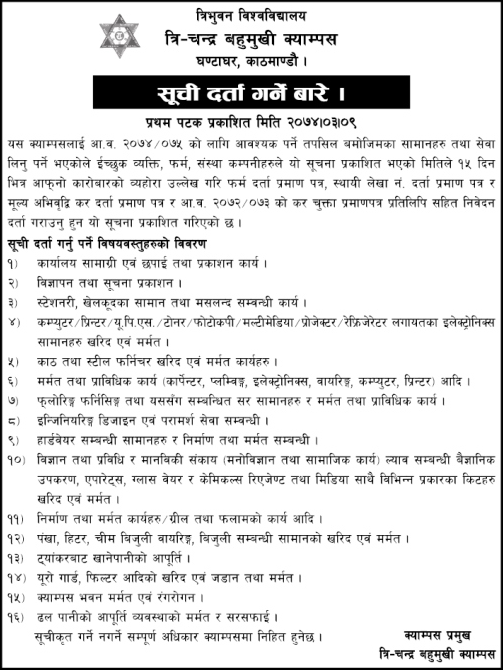 त्रिभुवन विश्वविद्यालय
त्रि-चन्द्र बहुमुखी क्याम्पस
घण्टाघर, काठमाण्डौ ।
सूची दर्ता गर्ने बारे ।
प्रथम पटक प्रकाशित मिति २०७४।०३।०९
यस क्याम्पसलाई आ.व. २०७४/०७५ को लागि आवश्यक पर्ने तपसिल बमोजिमका सामानहरु तथा सेवा
लिनु पर्ने भएकोले ईच्छुक व्यक्ति, फर्म, संस्था कम्पनीहरुले यो सूचना प्रकाशित भएको मितिले १५ दिन
भित्र आफ्नो कारोबारको व्यहोरा उल्लेख गरि फर्म दर्ता प्रमाण पत्र, स्थायी लेखा नं. दर्ता प्रमाण पत्र र
मूल्य अभिवृद्धि कर दर्ता प्रमाण पत्र र आ.व. २०७२/०७३ को कर चुक्ता प्रमाणपत्र प्रतिलिपि सहित निवेदन
दर्ता गराउनु हुन यो सूचना प्रकाशित गरिएको छ ।
सूची दर्ता गर्नु पर्ने विषयवस्तुहरुको विवरण
१) कार्यालय सामाग्री एवं छपाई तथा प्रकाशन कार्य ।
२) विज्ञापन तथा सूचना प्रकाशन ।
३) स्टेशनरी, खेलकूदका सामान तथा मसलन्द सम्वन्धी कार्य ।
४) कम्प्युटर/प्रिन्टर/यू.पि.एस./टोनर/फोटोकपी/मल्टीमेडिया/प्रोजेक्टर/रेफ्रिजेरेटर लगायतका इलेक्ट्रोनिक्स
सामानहरु खरिद एवं मर्मत ।
५) काठ तथा स्टील फर्निचर खरिद एवं मर्मत कार्यहरु ।
६) मर्मत तथा प्राविधिक कार्य (कार्पेन्टर, प्लम्विङ्ग, इलेक्ट्रोनिक्स, वायरिङ्ग, कम्प्युटर, प्रिन्टर) आदि ।
७) फ्लोरिङ्ग फर्निसिङ्ग तथा यससँग सम्बन्धित सर सामानहरु र मर्मत तथा प्राविधिक कार्य ।
८) इन्जिनियरिङ्ग डिजाइन एवं परामर्श सेवा सम्वन्धी ।
९) हार्डवेयर सम्वन्धी सामानहरु र निर्माण तथा मर्मत सम्वन्धी ।
१०) विज्ञान तथा प्रविधि र मानविकी संकाय (मनोविज्ञान तथा सामाजिक कार्य) ल्याव सम्बन्धी बैज्ञानिक
उपकरण, एपारेट्स, ग्लास वेयर र केमिकल्स रिएजेण्ट तथा मिडिया साथै विभिन्न प्रकारका किटहरु
खरिद एवं मर्मत ।
११) निर्माण तथा मर्मत कार्यहरु/ग्रील तथा फलामको कार्य आदि ।
१२) पंखा, हिटर, चीम बिजुली वायरिङ्ग, बिजुली सम्बन्धी सामानको खरिद एवं मर्मत ।
१३) ट्यांकरबाट खानेपानीको आपूर्ति ।
१४) यूरो गार्ड, फिल्टर आदिको खरिद एवं जडान तथा मर्मत ।
१५) क्याम्पस भवन मर्मत एवं रंगरोगन ।
१६) ढल पानीको आपूर्ति व्यवस्थाको मर्मत र सरसफाई ।
सूचीकृत गर्ने नगर्ने सम्पूर्ण अधिकार क्याम्पसमा निहित हुनेछ ।
क्याम्पस प्रमुख
त्रि-चन्द्र बहुमुखी क्याम्पस